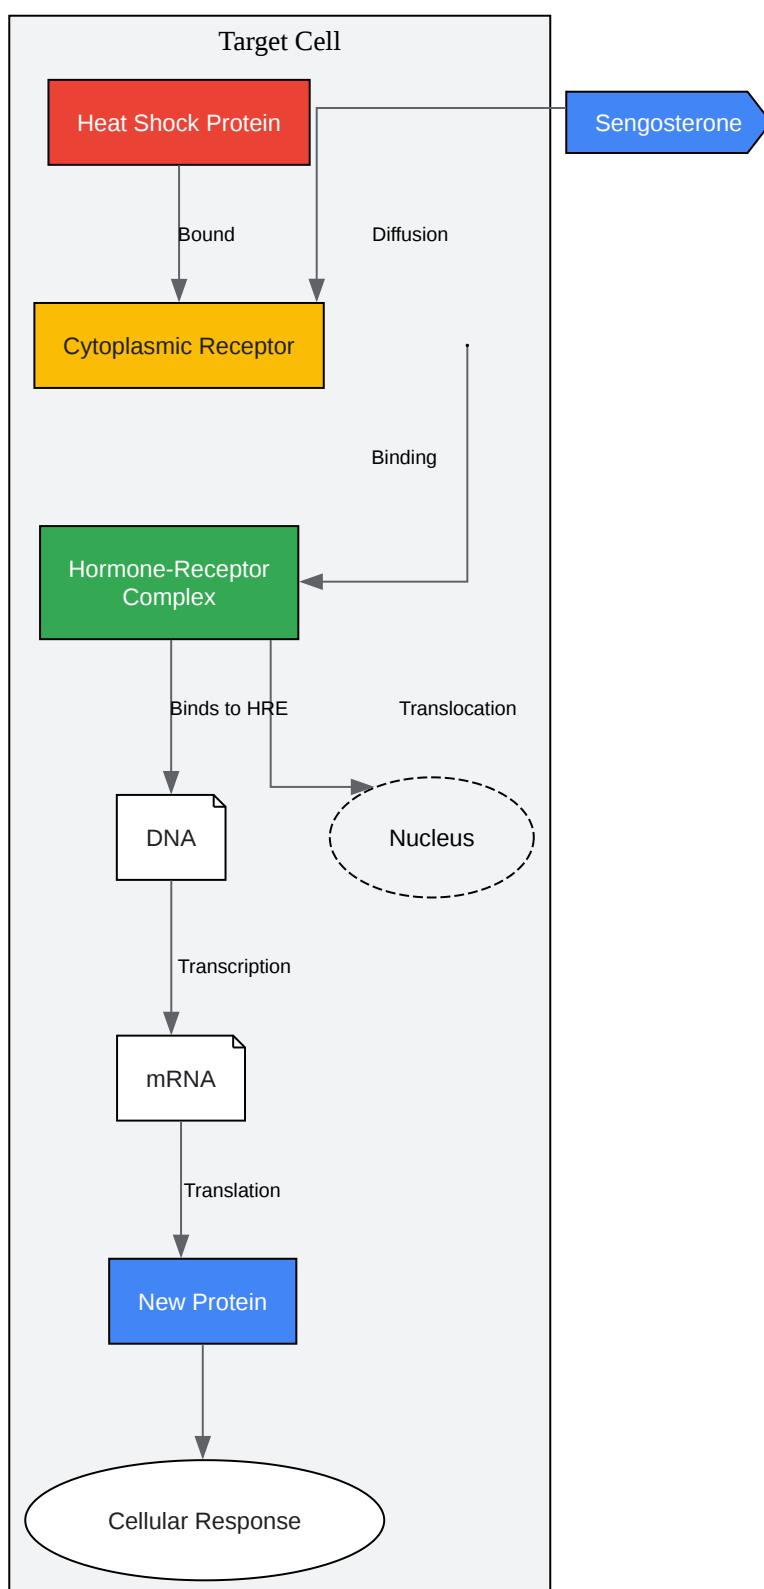 Target Cell
Heat Shock Protein
Sengosterone
Bound
Diffusion
Cytoplasmic Receptor
Binding
Hormone-Receptor
Complex
Binds to HRE
Translocation
DNA
Nucleus
Transcription
mRNA
Translation
New Protein
Cellular Response